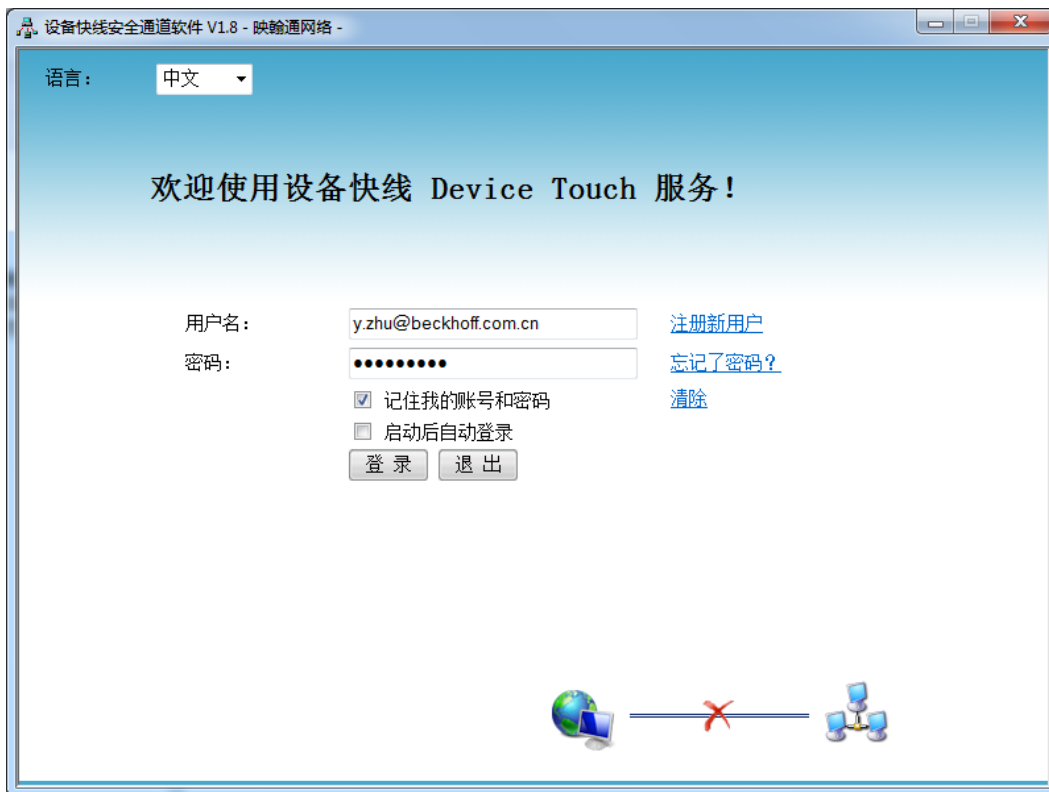 设备快线安全通道软件 V1.8 - 映翰通网络 -
语言： 中文
欢迎使用设备快线 Device Touch 服务！
用户名： y.zhu@beckhoff.com.cn 注册新用户
密码： ●●●●●●●●● 忘记了密码？
记住我的账号和密码 清除
启动后自动登录
登 录 退 出